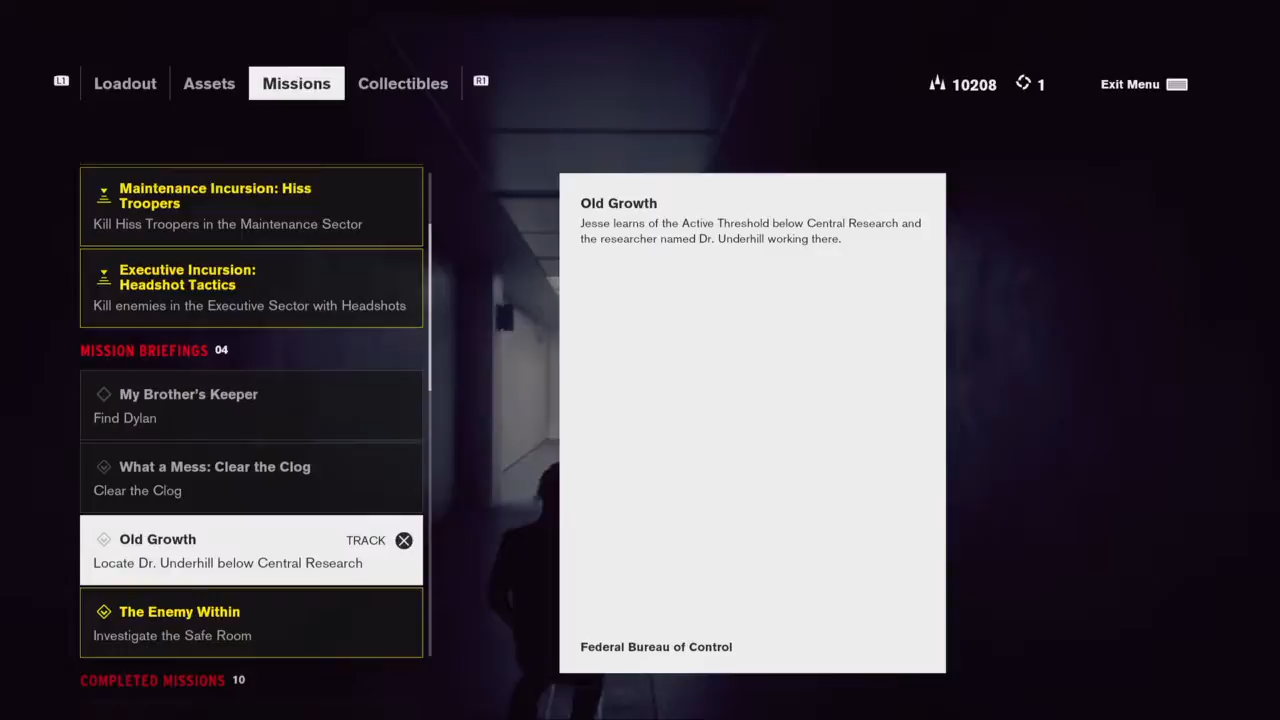 L1
Loadout
Assets
Missions
Collectibles
R1
10208
1
Exit Menu
Maintenance Incursion: Hiss
Troopers
Kill Hiss Troopers in the Maintenance Sector
Executive Incursion:
Headshot Tactics
Kill enemies in the Executive Sector with Headshots
MISSION BRIEFINGS 04
My Brother's Keeper
Find Dylan
What a Mess: Clear the Clog
Clear the Clog
Old Growth TRACK
Locate Dr. Underhill below Central Research
The Enemy Within
Investigate the Safe Room
COMPLETED MISSIONS 10
Old Growth
Jesse learns of the Active Threshold below Central Research and
the researcher named Dr. Underhill working there.
Federal Bureau of Control